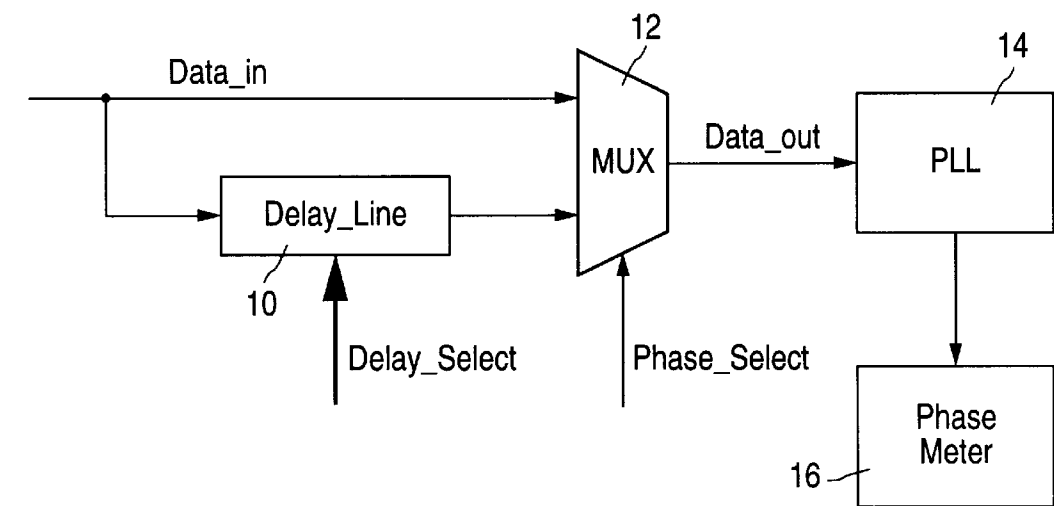 12
14
Data_in
Data_out
MUX
PLL
Delay_Line
10
Delay_Select
Phase_Select
Phase
Meter
16